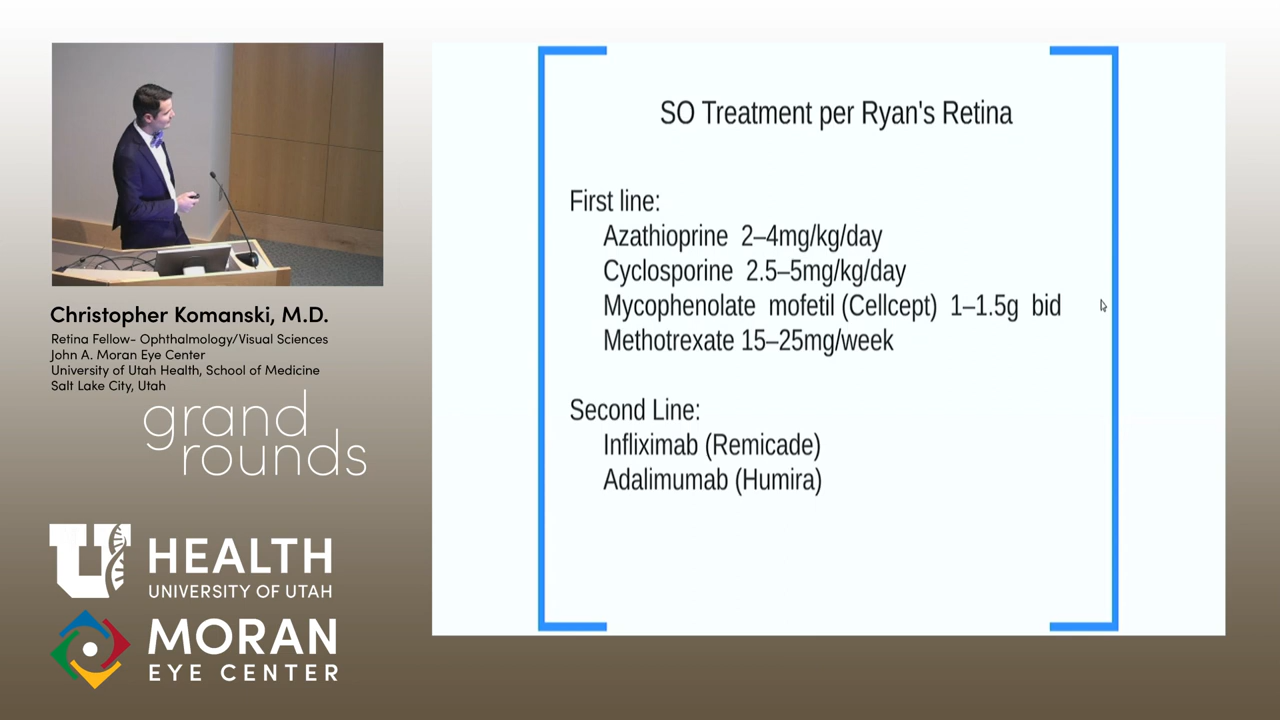 Christopher Komanski, M.D.
Retina Fellow- Ophthalmology/Visual Sciences
John A. Moran Eye Center
University of Utah Health, School of Medicine
Salt Lake City, Utah
grand
rounds
U
HEALTH
UNIVERSITY OF UTAH
MORAN
EYE CENTER
SO Treatment per Ryan's Retina
First line:
Azathioprine 2–4mg/kg/day
Cyclosporine 2.5–5mg/kg/day
Mycophenolate mofetil (Cellcept) 1–1.5g bid
Methotrexate 15–25mg/week
Second Line:
Infliximab (Remicade)
Adalimumab (Humira)